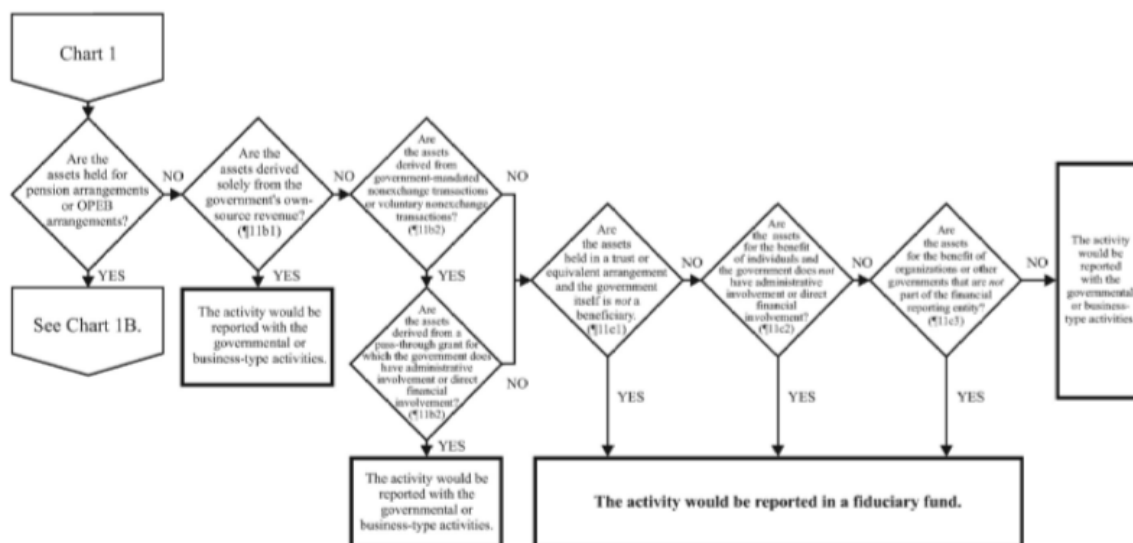 Chart 1
Are the
assets held for
pension arrangements
or OPEB
arrangements?
NO
YES
See Chart 1B.
Are the
assets derived
solely from the
government's own-
source revenue?
(¶11b1)
NO
YES
The activity would be
reported with the
governmental or
business-type activities.
Are
the assets
derived from
government-mandated
nonexchange transactions
or voluntary nonexchange
transactions?
(¶11b2)
NO
YES
Are
the assets
derived from a
pass-through grant for
which the government does
have administrative
involvement or direct
financial
involvement?
(¶11b2)
NO
YES
The activity would be
reported with the
governmental or
business-type activities.
Are
the assets
held in a trust or
equivalent arrangement
and the government
itself is not a
beneficiary.
(¶11c1)
NO
YES
Are
the assets
for the benefit
of individuals and
the government does not
have administrative
involvement or direct
financial
involvement?
(¶11c2)
NO
YES
Are
the assets
for the benefit of
organizations or other
governments that are not
part of the financial
reporting entity?
(¶11c3)
NO
YES
The activity
would be
reported
with the
governmental
or business-
type activities.
The activity would be reported in a fiduciary fund.